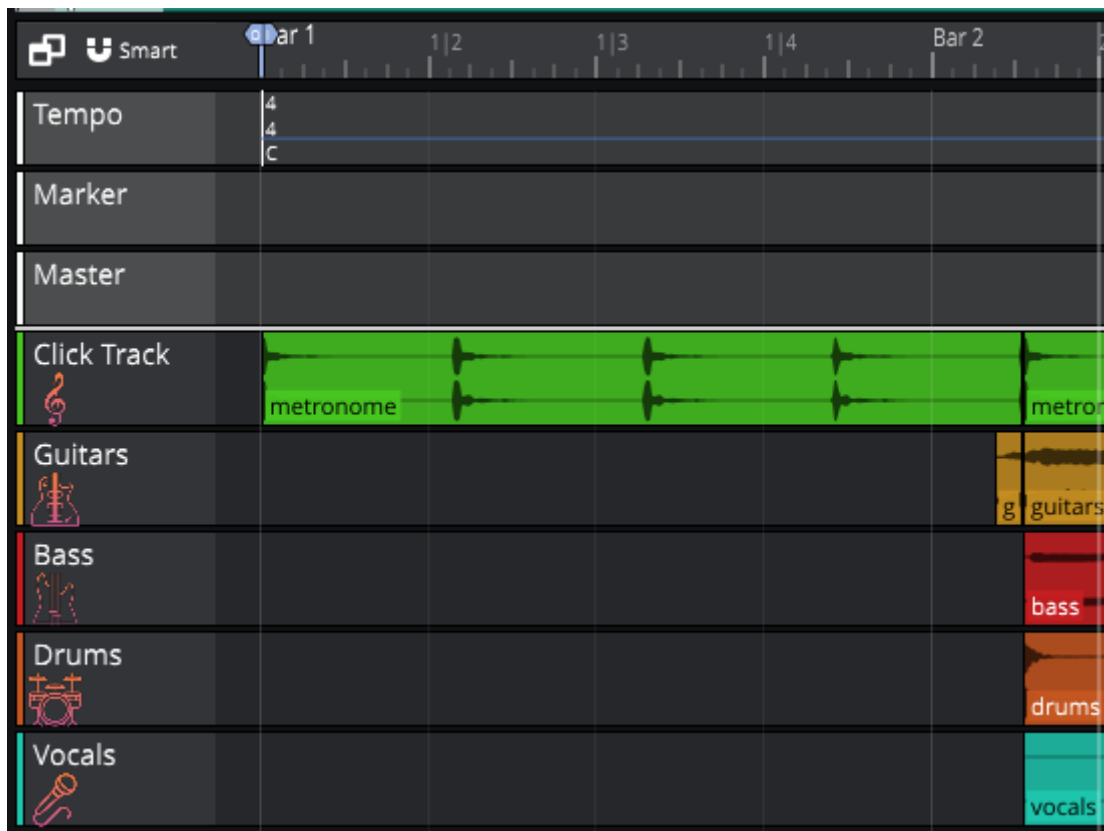 Smart
ar 1
1|2
1|3
1|4
Bar 2
Tempo
4
4
C
Marker
Master
Click Track
metronome
metror
Guitars
g
guitars
Bass
bass
Drums
drums
Vocals
vocals